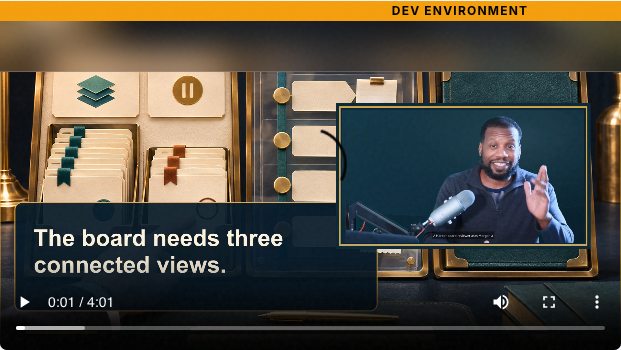 DEV ENVIRONMENT
The board needs three
connected views.
0:01 / 4:01